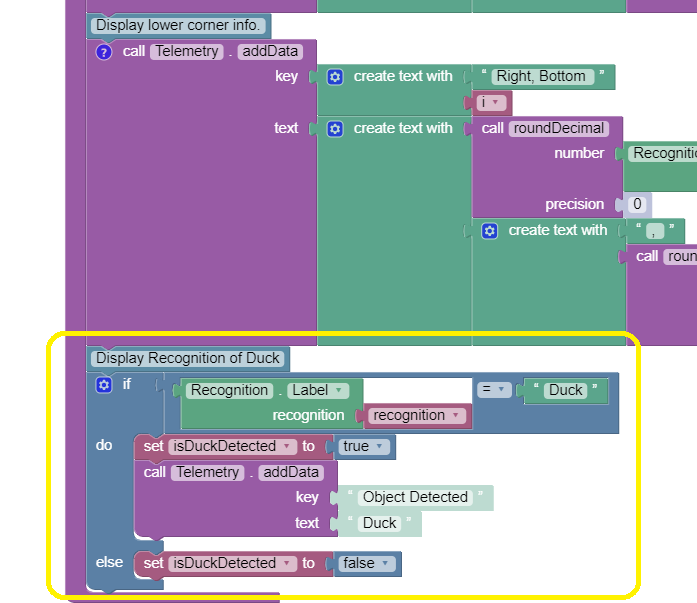 Display lower corner info.
? call Telemetry . addData
key create text with “ Right, Bottom ”
i
text create text with call roundDecimal
number Recognitio
precision 0
create text with “ , ”
call roun
Display Recognition of Duck
if Recognition . Label = “ Duck ”
recognition recognition
do set isDuckDetected to true
call Telemetry . addData
key “ Object Detected ”
text “ Duck ”
else set isDuckDetected to false